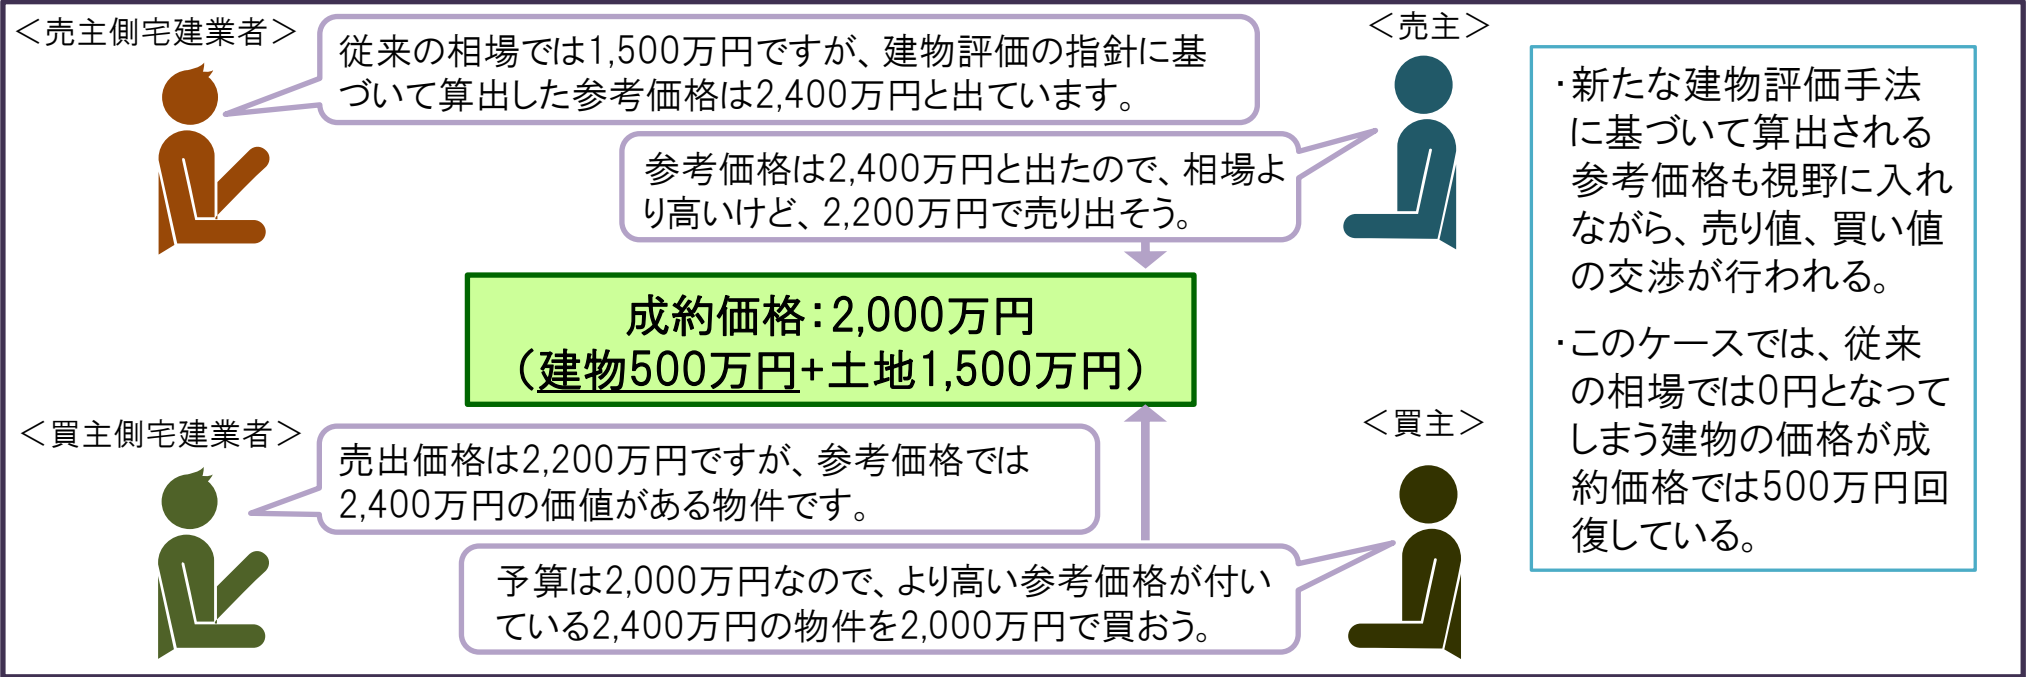 ＜売主側宅建業者＞
従来の相場では1,500万円ですが、建物評価の指針に基
づいて算出した参考価格は2,400万円と出ています。
＜売主＞
参考価格は2,400万円と出たので、相場よ
り高いけど、2,200万円で売り出そう。
成約価格：2,000万円
（建物500万円+土地1,500万円）
＜買主側宅建業者＞
売出価格は2,200万円ですが、参考価格では
2,400万円の価値がある物件です。
＜買主＞
予算は2,000万円なので、より高い参考価格が付い
ている2,400万円の物件を2,000万円で買おう。
・新たな建物評価手法
に基づいて算出される
参考価格も視野に入れ
ながら、売り値、買い値
の交渉が行われる。
・このケースでは、従来
の相場では0円となって
しまう建物の価格が成
約価格では500万円回
復している。